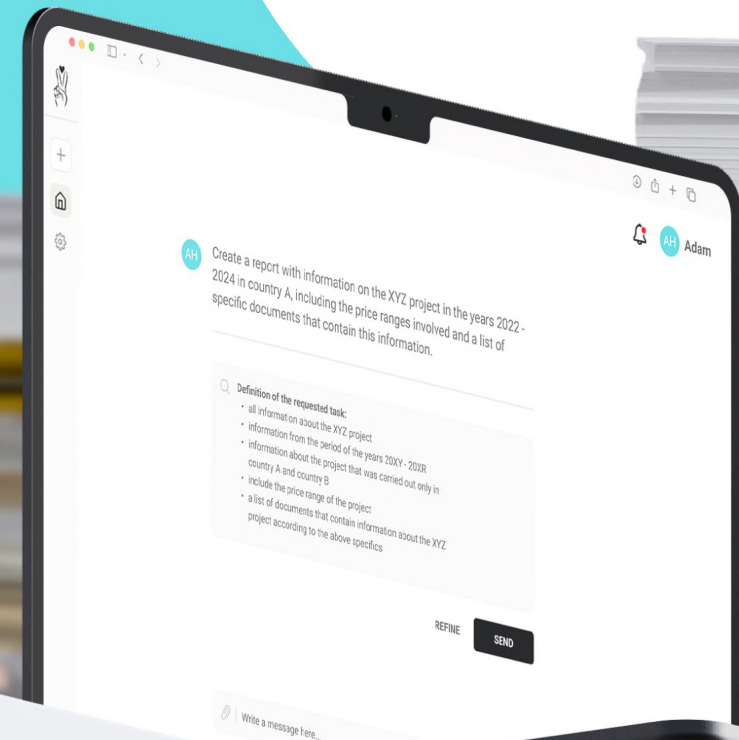 AH Adam
AH
Create a report with information on the XYZ project in the years 2022 -
2024 in country A, including the price ranges involved and a list of
specific documents that contain this information.
Definition of the requested task:
• all information about the XYZ project
• information from the period of the years 20XY - 20XR
• information about the project that was carried out only in
country A and country B
• include the price range of the project
• a list of documents that contain information about the XYZ
project according to the above specifics
REFINE
SEND
Write a message here...